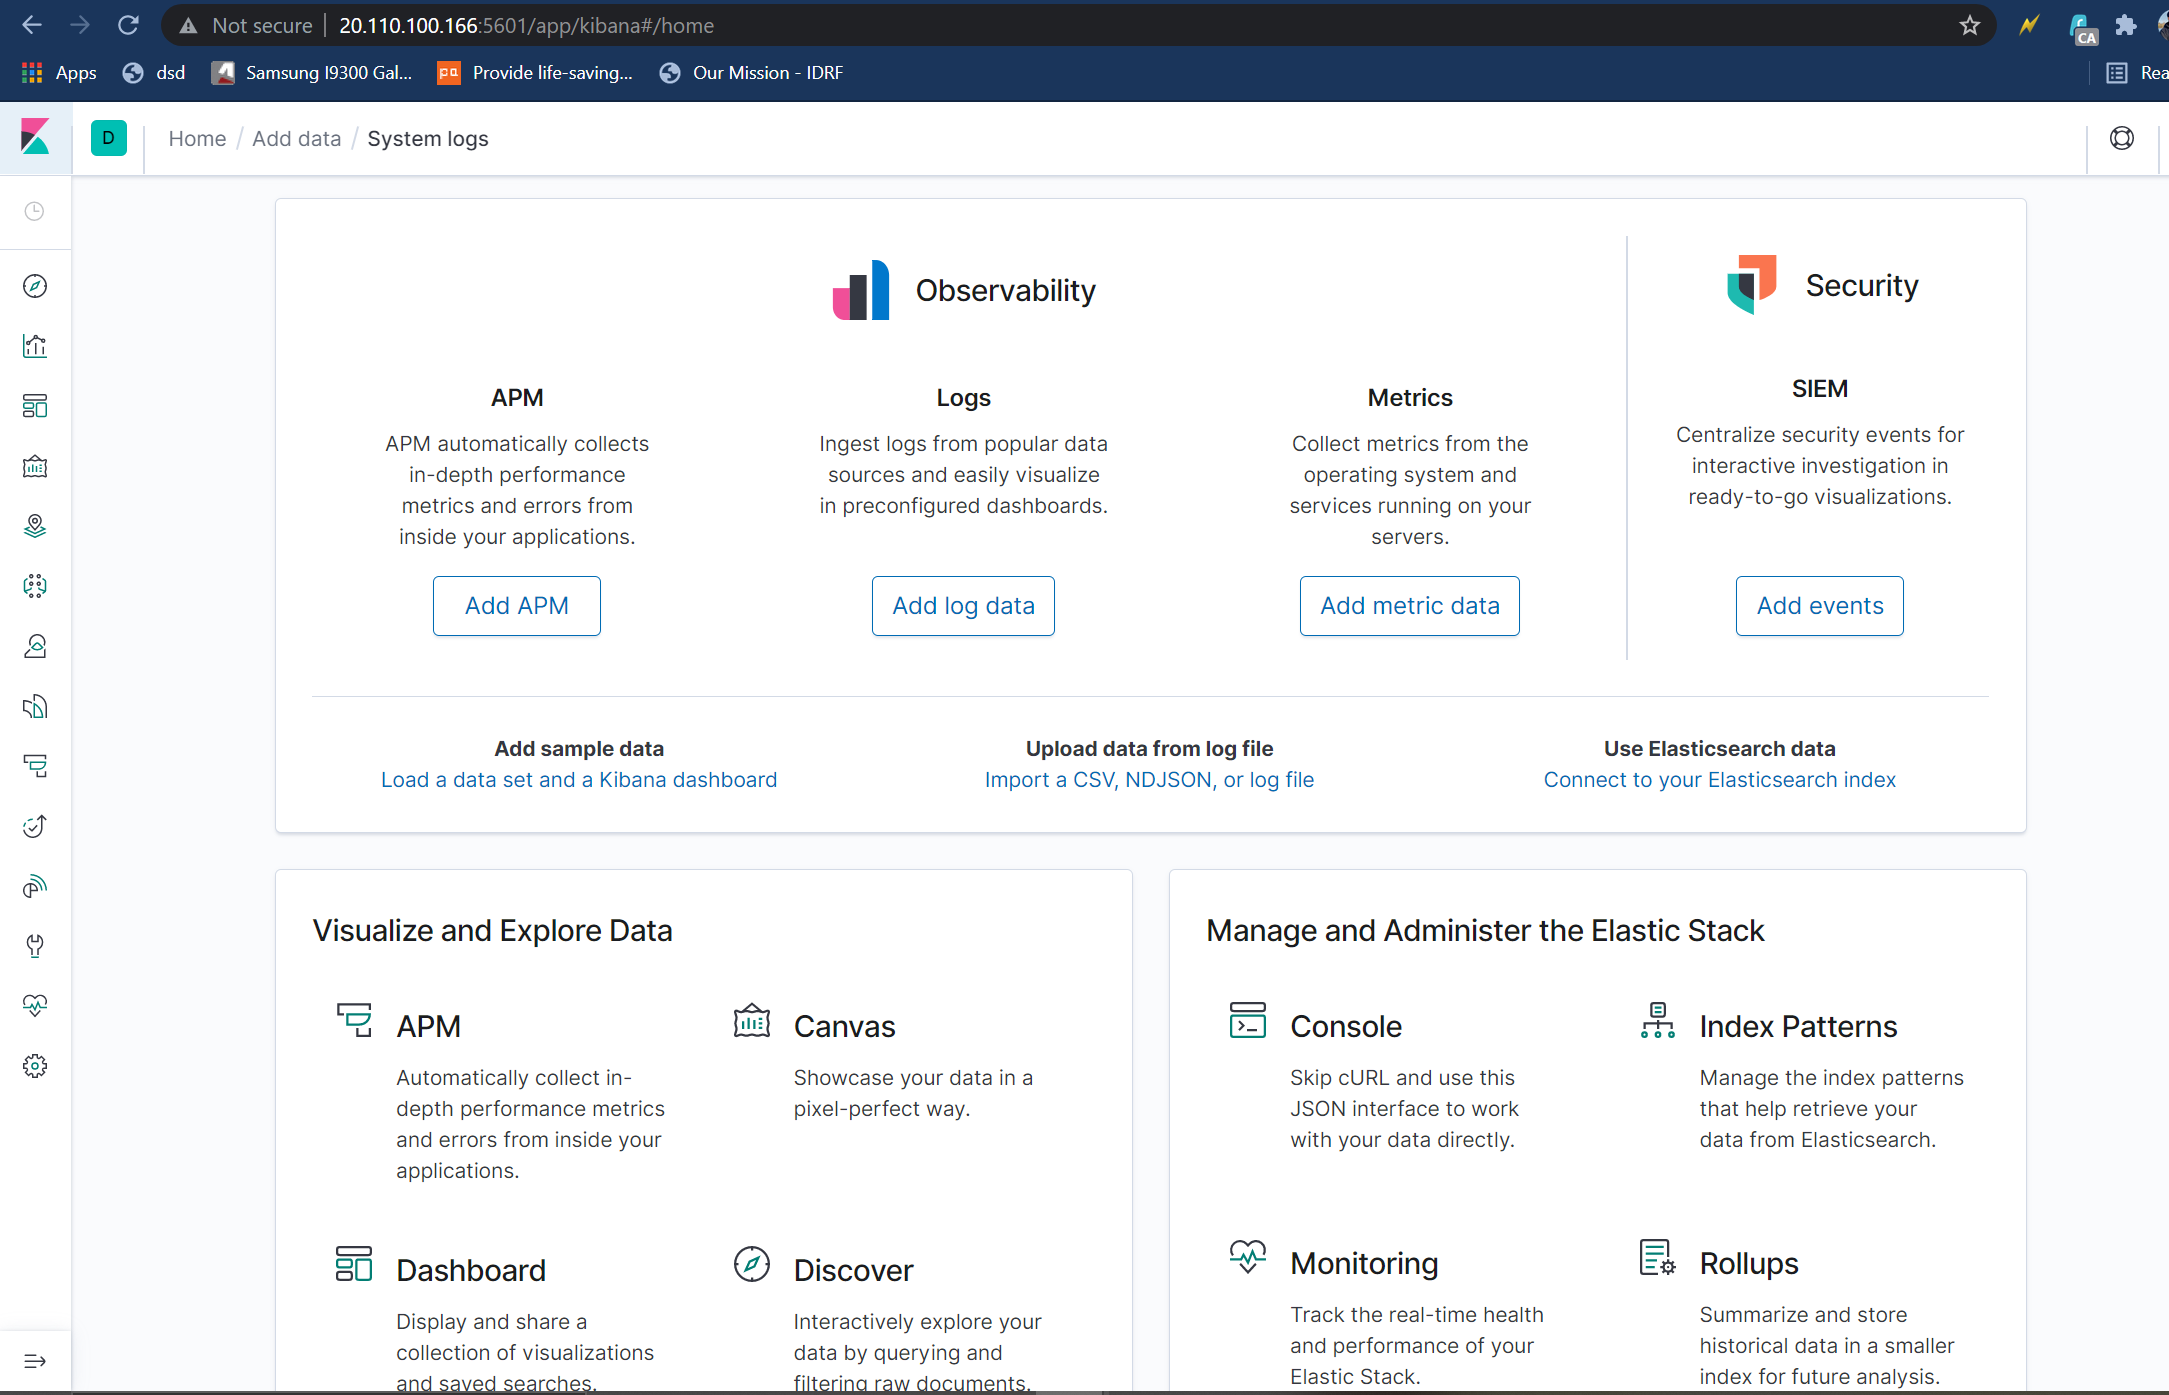 Not secure | 20.110.100.166:5601/app/kibana#/home
CA
Apps dsd Samsung I9300 Gal... pa Provide life-saving... Our Mission - IDRF Rea
D Home / Add data / System logs
Observability
APM
APM automatically collects
in-depth performance
metrics and errors from
inside your applications.
Add APM
Logs
Ingest logs from popular data
sources and easily visualize
in preconfigured dashboards.
Add log data
Metrics
Collect metrics from the
operating system and
services running on your
servers.
Add metric data
Security
SIEM
Centralize security events for
interactive investigation in
ready-to-go visualizations.
Add events
Add sample data
Load a data set and a Kibana dashboard
Upload data from log file
Import a CSV, NDJSON, or log file
Use Elasticsearch data
Connect to your Elasticsearch index
Visualize and Explore Data
APM
Automatically collect in-
depth performance metrics
and errors from inside your
applications.
Canvas
Showcase your data in a
pixel-perfect way.
Dashboard
Display and share a
collection of visualizations
and saved searches.
Discover
Interactively explore your
data by querying and
filtering raw documents.
Manage and Administer the Elastic Stack
Console
Skip cURL and use this
JSON interface to work
with your data directly.
Index Patterns
Manage the index patterns
that help retrieve your
data from Elasticsearch.
Monitoring
Track the real-time health
and performance of your
Elastic Stack.
Rollups
Summarize and store
historical data in a smaller
index for future analysis.